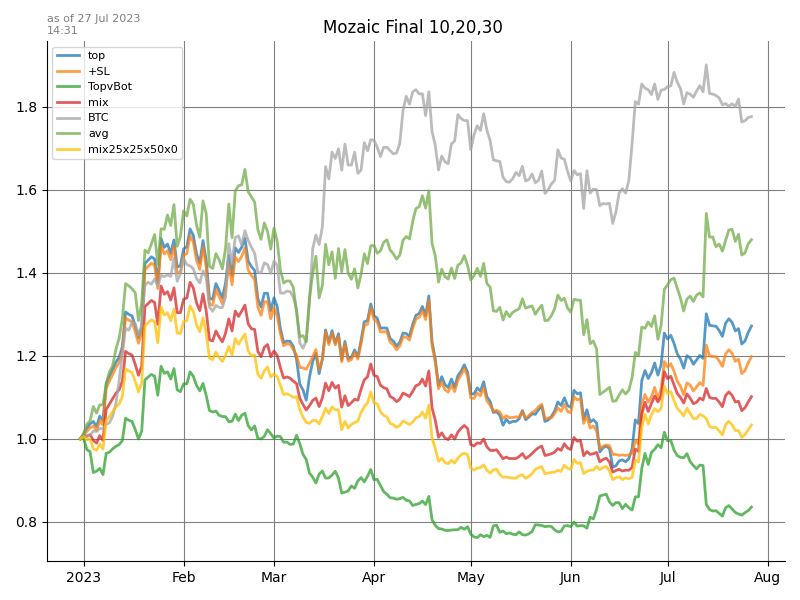 as of 27 Jul 2023
14:31
Mozaic Final 10,20,30
top
+SL
TopvBot
mix
BTC
avg
mix25x25x50x0
1.8
1.6
1.4
1.2
1.0
0.8
2023 Feb Mar Apr May Jun Jul Aug